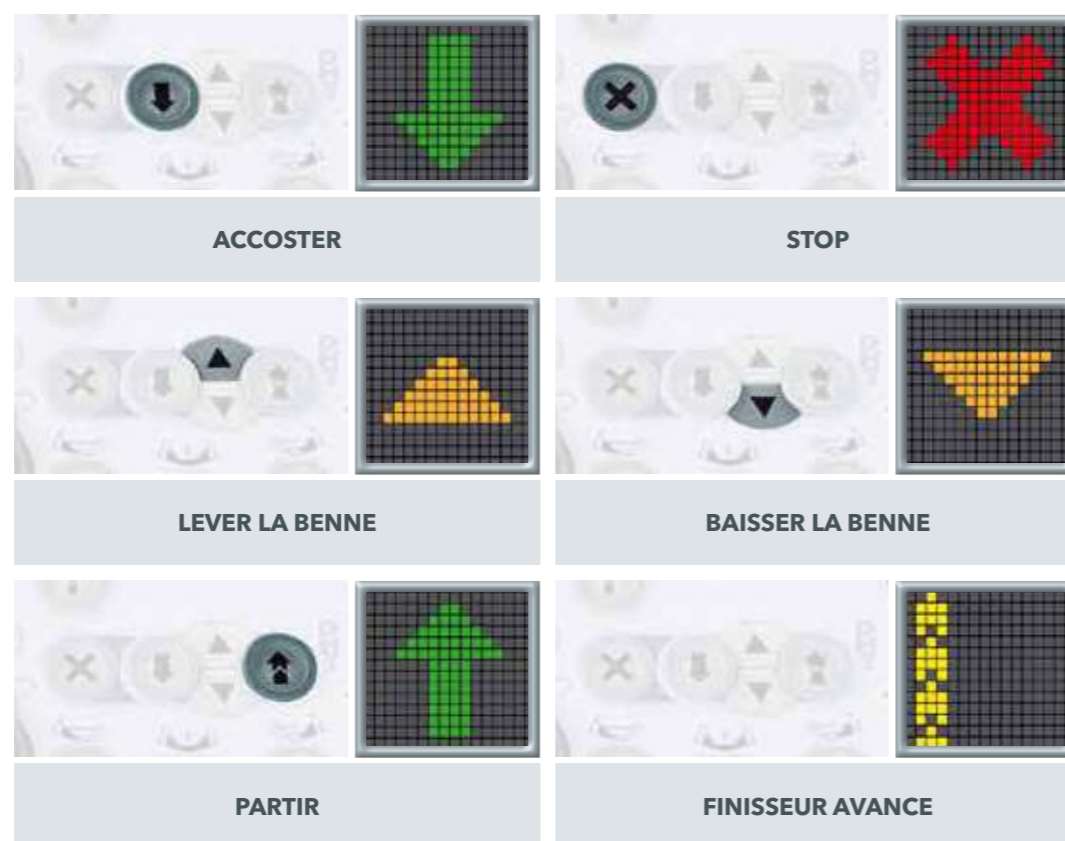 ACCOSTER
STOP
LEVER LA BENNE
BAISSER LA BENNE
PARTIR
FINISSEUR AVANCE